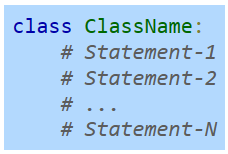 class ClassName:
    # Statement-1
    # Statement-2
    # ...
    # Statement-N